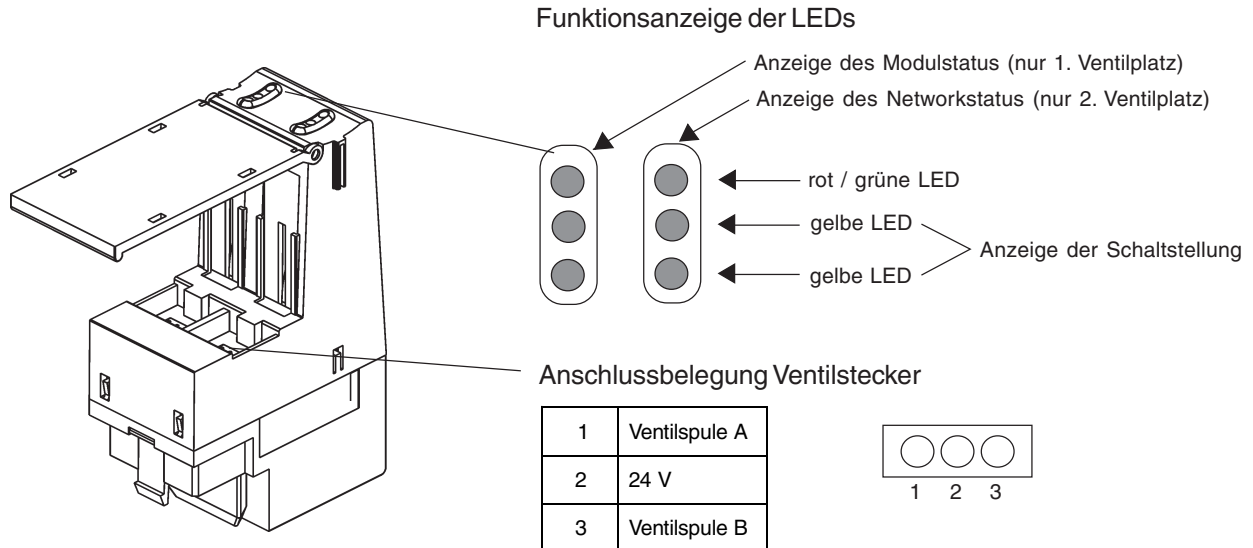 Funktionsanzeige der LEDs
Anzeige des Modulstatus (nur 1. Ventilplatz)
Anzeige des Networkstatus (nur 2. Ventilplatz)
rot / grüne LED
gelbe LED
Anzeige der Schaltstellung
gelbe LED
Anschlussbelegung Ventilstecker
1 Ventilspule A
2 24 V
3 Ventilspule B
1 2 3